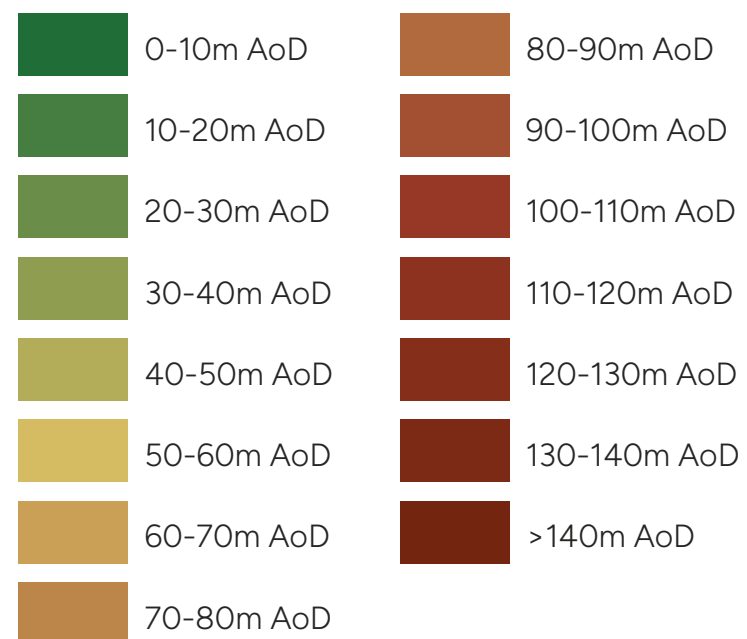 0-10m AoD
10-20m AoD
20-30m AoD
30-40m AoD
40-50m AoD
50-60m AoD
60-70m AoD
70-80m AoD
80-90m AoD
90-100m AoD
100-110m AoD
110-120m AoD
120-130m AoD
130-140m AoD
>140m AoD